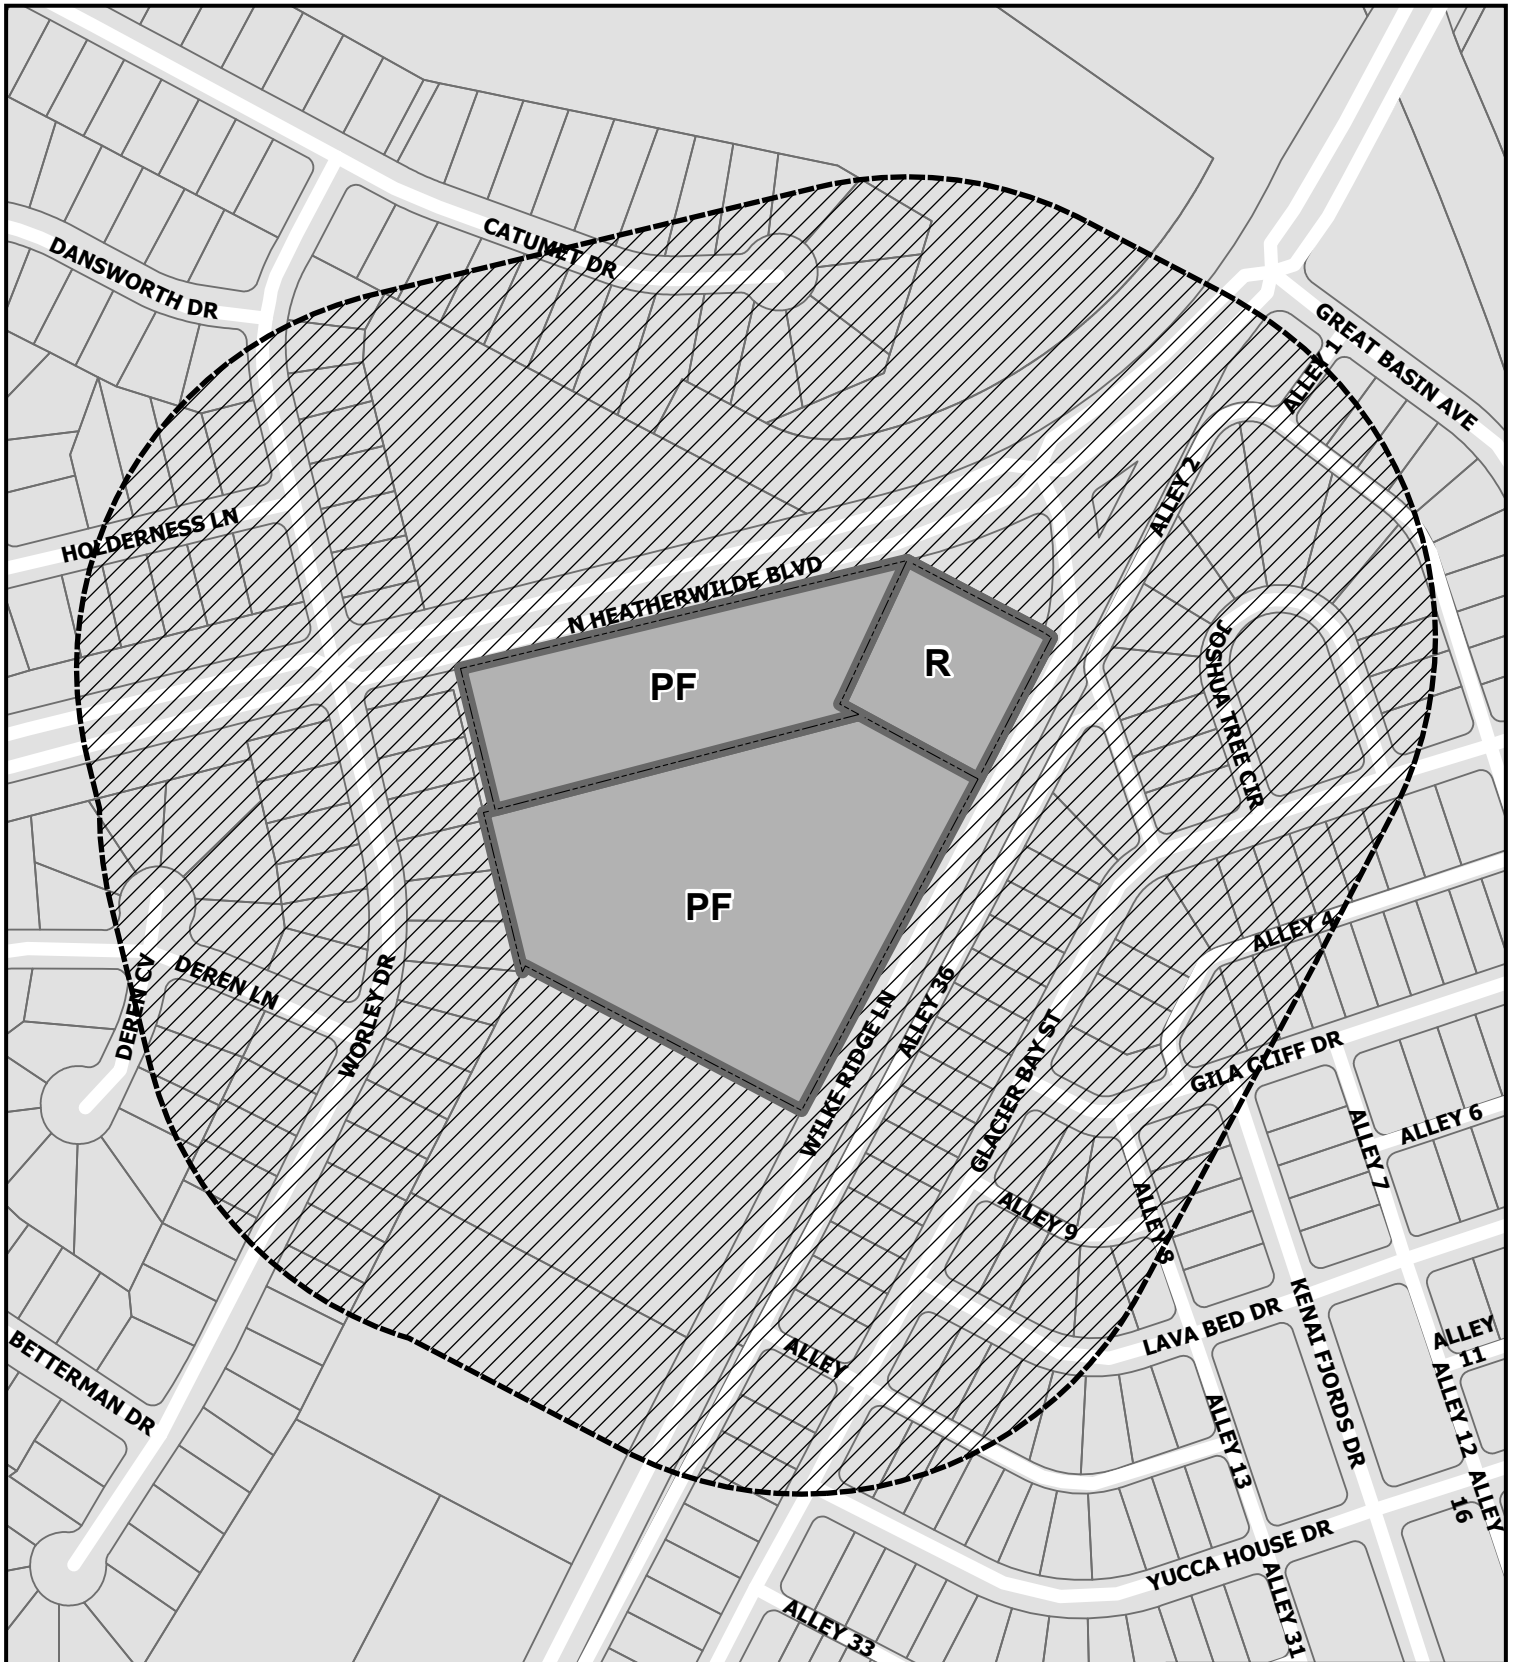 CATUMET DR
DANSWORTH DR
GREAT BASIN AVE
ALLEY 1
ALLEY 2
HOLDERNESS LN
N HEATHERWILDE BLVD
JOSHUA TREE CIR
R
PF
PF
ALLEY 4
DEREN LN
DEREN CV
WORLEY DR
ALLEY 36
WILKE RIDGE LN
GLACIER BAY ST
GILA CLIFF DR
ALLEY 6
ALLEY 7
ALLEY 9
ALLEY 8
LAVA BED DR
KENAI FJORDS DR
ALLEY
11
ALLEY
BETTERMAN DR
ALLEY 12
ALLEY 13
ALLEY
16
YUCCA HOUSE DR
ALLEY 33
ALLEY 31